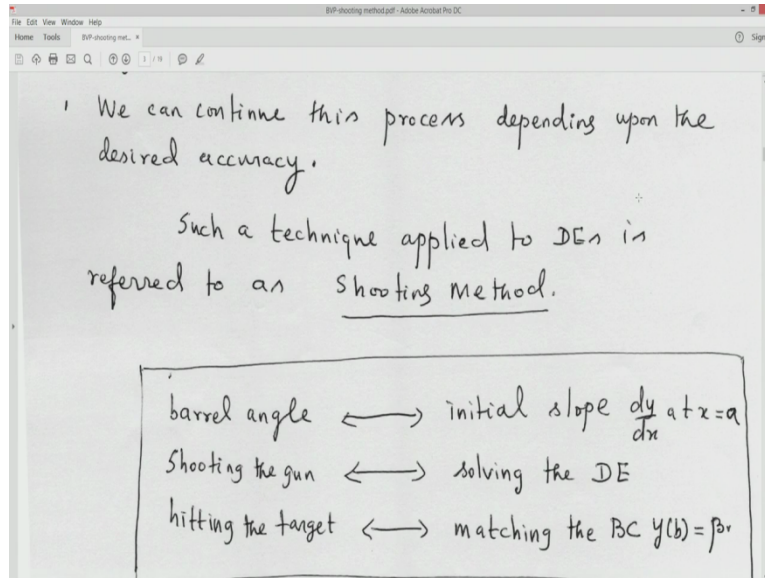 BVP-shooting method.pdf - Adobe Acrobat Pro DC
File Edit View Window Help
Home Tools BVP-shooting met... × Sign
1 / 19
We can continue this process depending upon the
desired accuracy.
Such a technique applied to DEs is
referred to as Shooting Method.
barrel angle ⟷ initial slope dy/dx at x=a
Shooting the gun ⟷ solving the DE
hitting the target ⟷ matching the BC y(b) = β